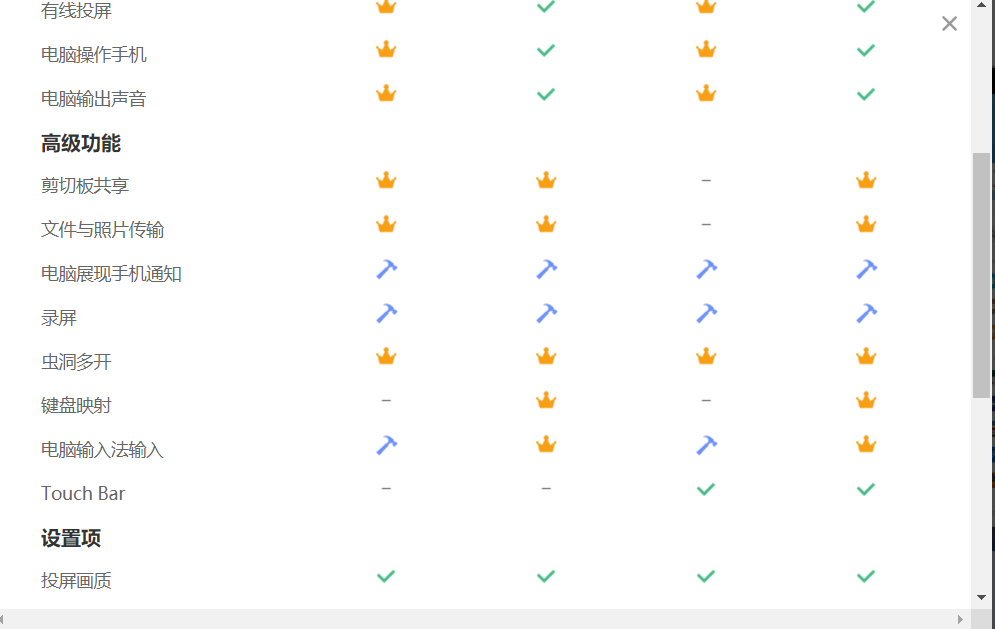 有线投屏
电脑操作手机
电脑输出声音
高级功能
剪切板共享
文件与照片传输
电脑展现手机通知
录屏
虫洞多开
键盘映射
电脑输入法输入
Touch Bar
设置项
投屏画质